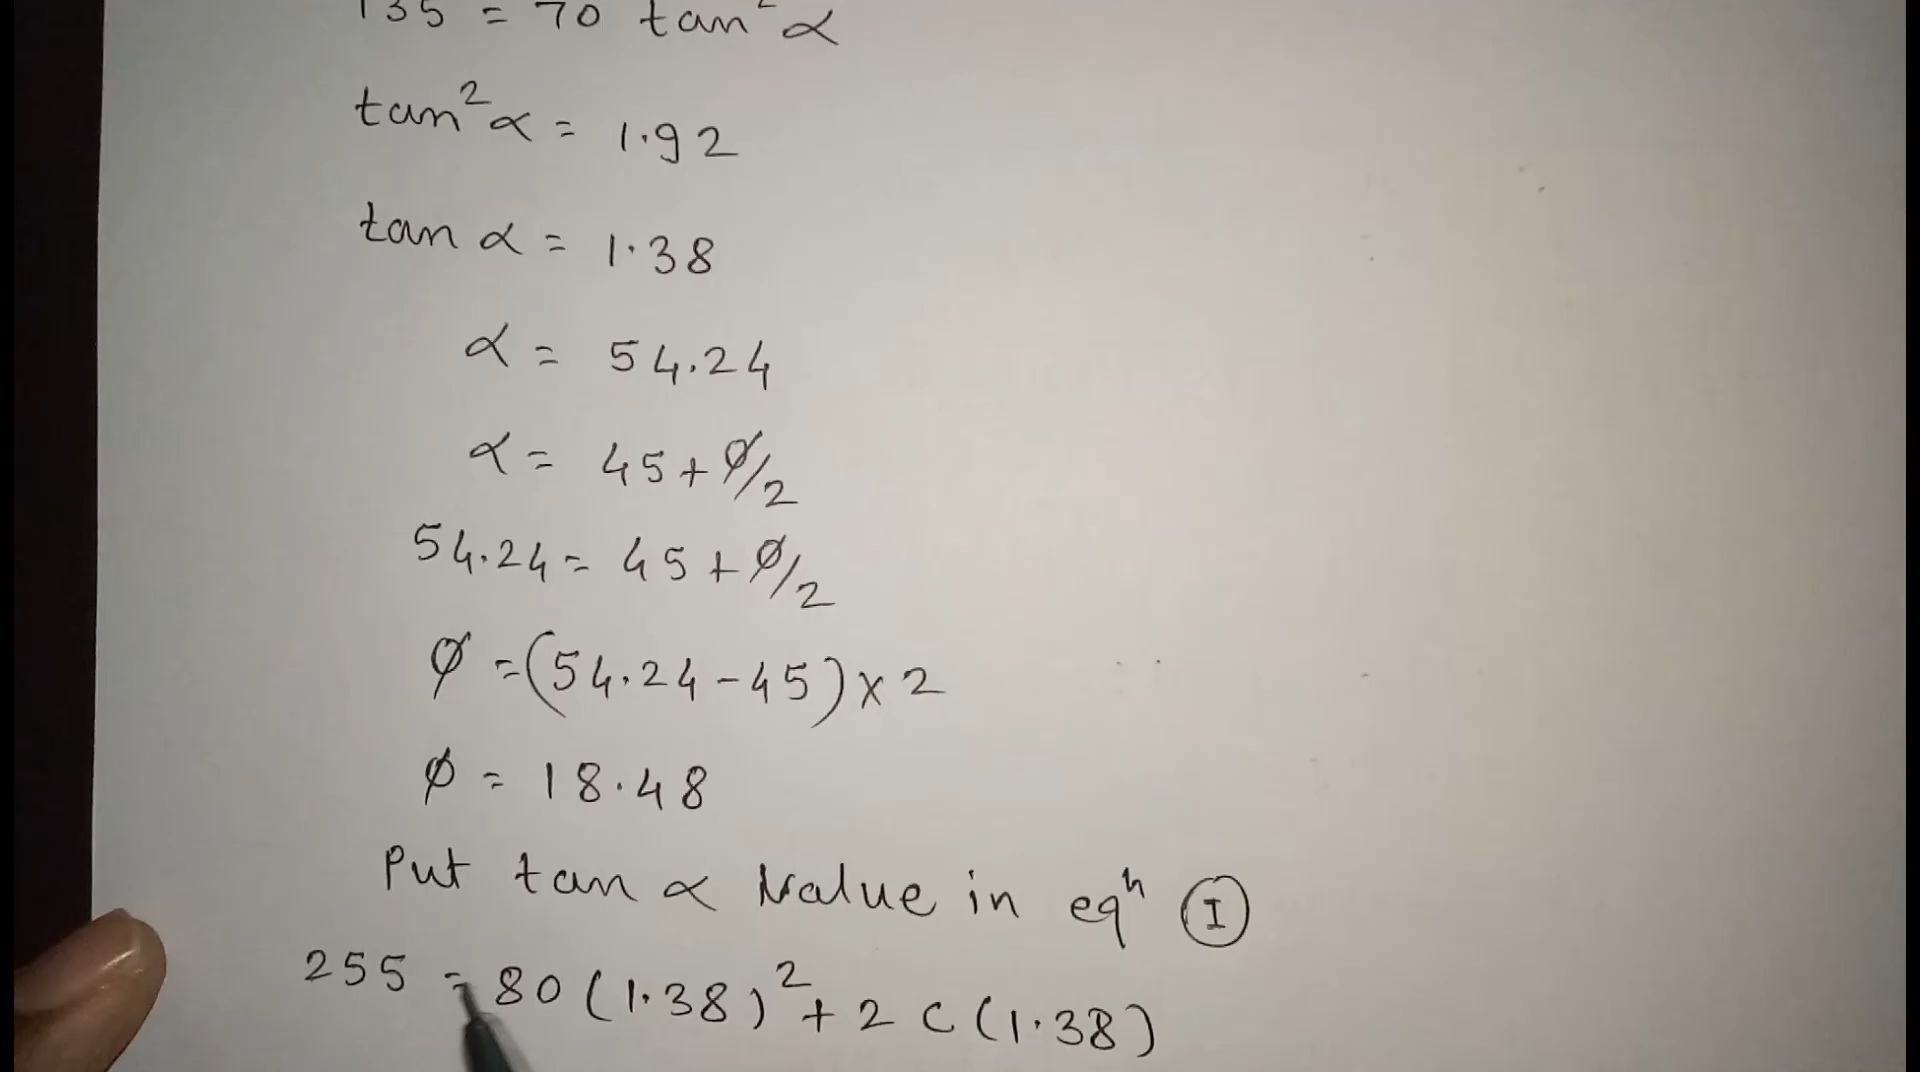 135 = 70 tan²α
tan²α = 1.92
tan α = 1.38
α = 54.24
α = 45 + ø/2
54.24 = 45 + ø/2
ø = (54.24 - 45) x 2
ø = 18.48
Put tan α Value in eqⁿ Ⓘ
255 = 80 (1.38)² + 2 c (1.38)